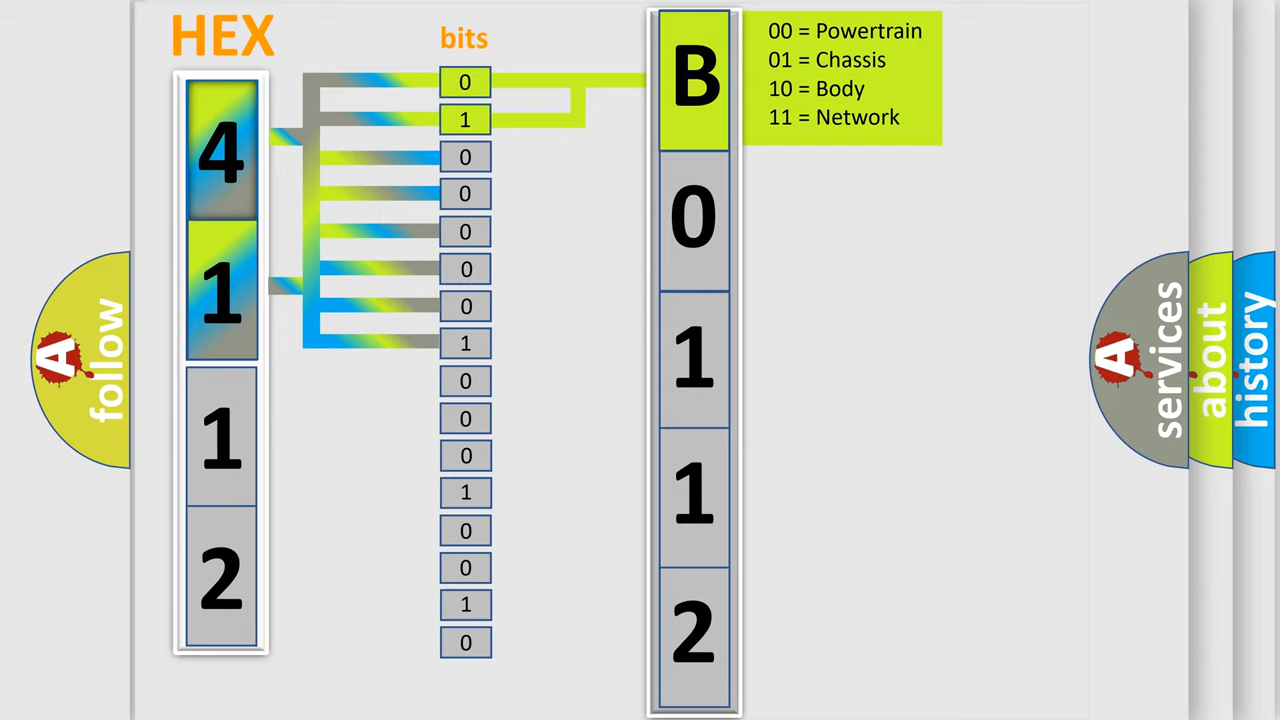 HEX
4
1
1
2
bits
0
1
0
0
0
0
0
1
0
0
0
1
0
0
1
0
B
0
1
1
2
00 = Powertrain
01 = Chassis
10 = Body
11 = Network
A follow
A services
about
history